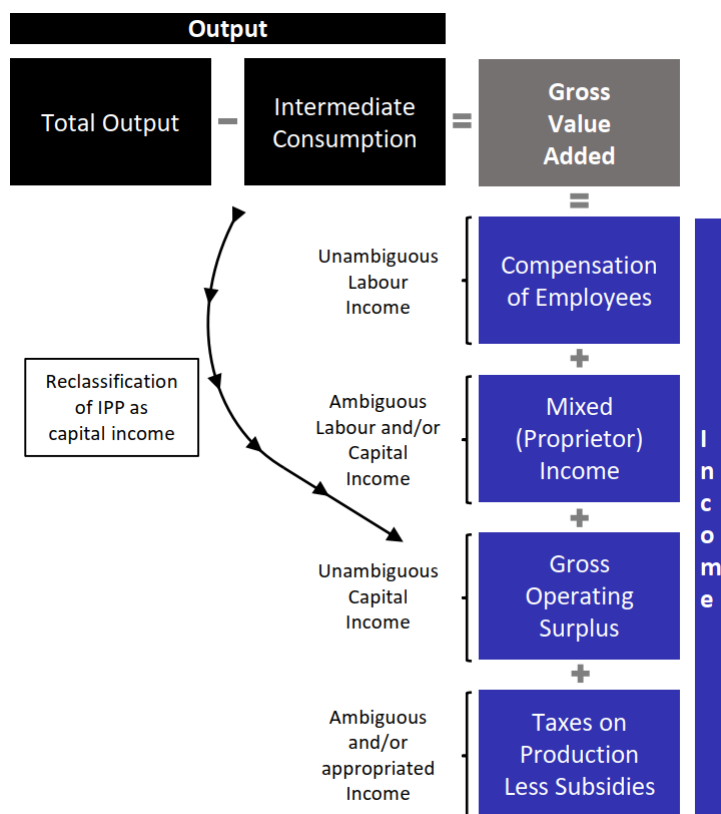 Output
Total Output
−
Intermediate
Consumption
=
Gross
Value
Added
=
Unambiguous
Labour
Income
Compensation
of Employees
+
Reclassification
of IPP as
capital income
Ambiguous
Labour and/or
Capital
Income
Mixed
(Proprietor)
Income
+
Unambiguous
Capital
Income
Gross
Operating
Surplus
+
Ambiguous
and/or
appropriated
Income
Taxes on
Production
Less Subsidies
Income